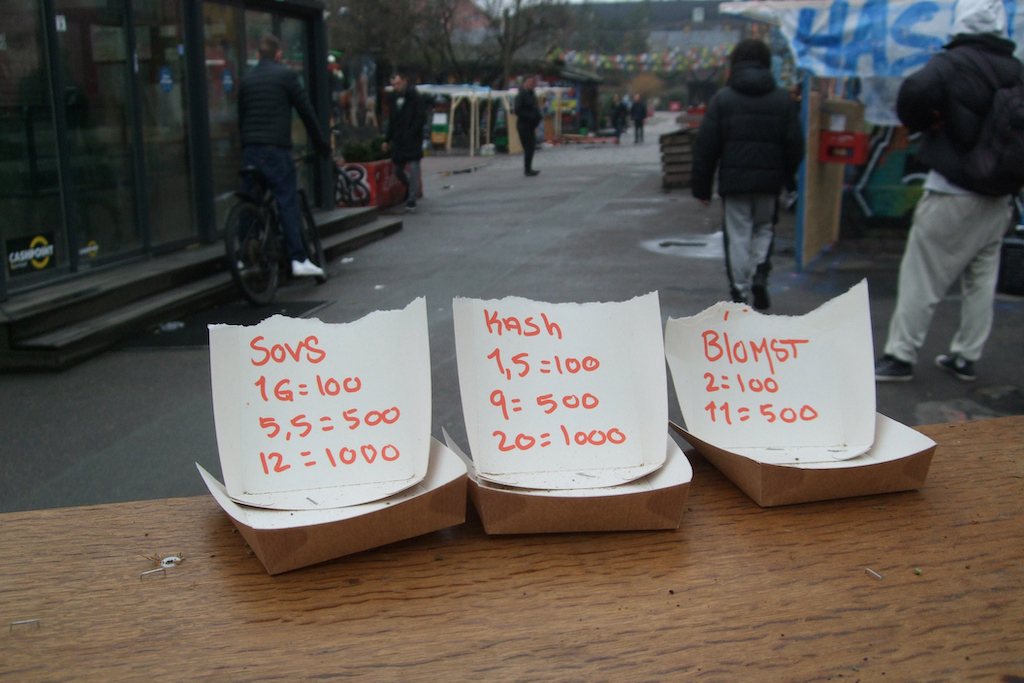 HAS
CASHPOINT
SOVS
1G=100
5,5=500
12=1000
KASh
1,5=100
9=500
20=1000
BLOMST
2=100
11=500